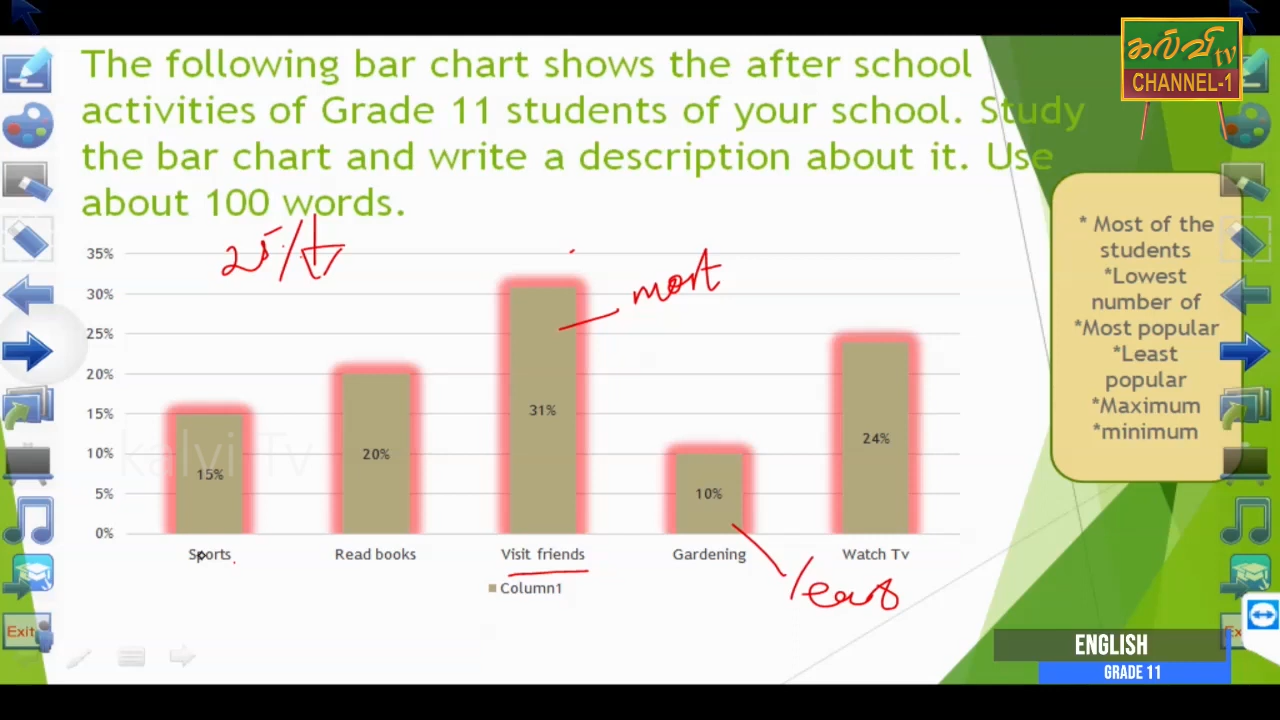 கல்வி tv
CHANNEL-1
The following bar chart shows the after school
activities of Grade 11 students of your school. Study
the bar chart and write a description about it. Use
about 100 words.
* Most of the
students
*Lowest
number of
*Most popular
*Least
popular
*Maximum
*minimum
35%
30%
25%
20%
15%
10%
5%
0%
most
31%
24%
20%
15%
10%
kalvi Tv
Sports
Read books
Visit friends
Gardening
Watch Tv
Column1
Exit
Ex
ENGLISH
GRADE 11